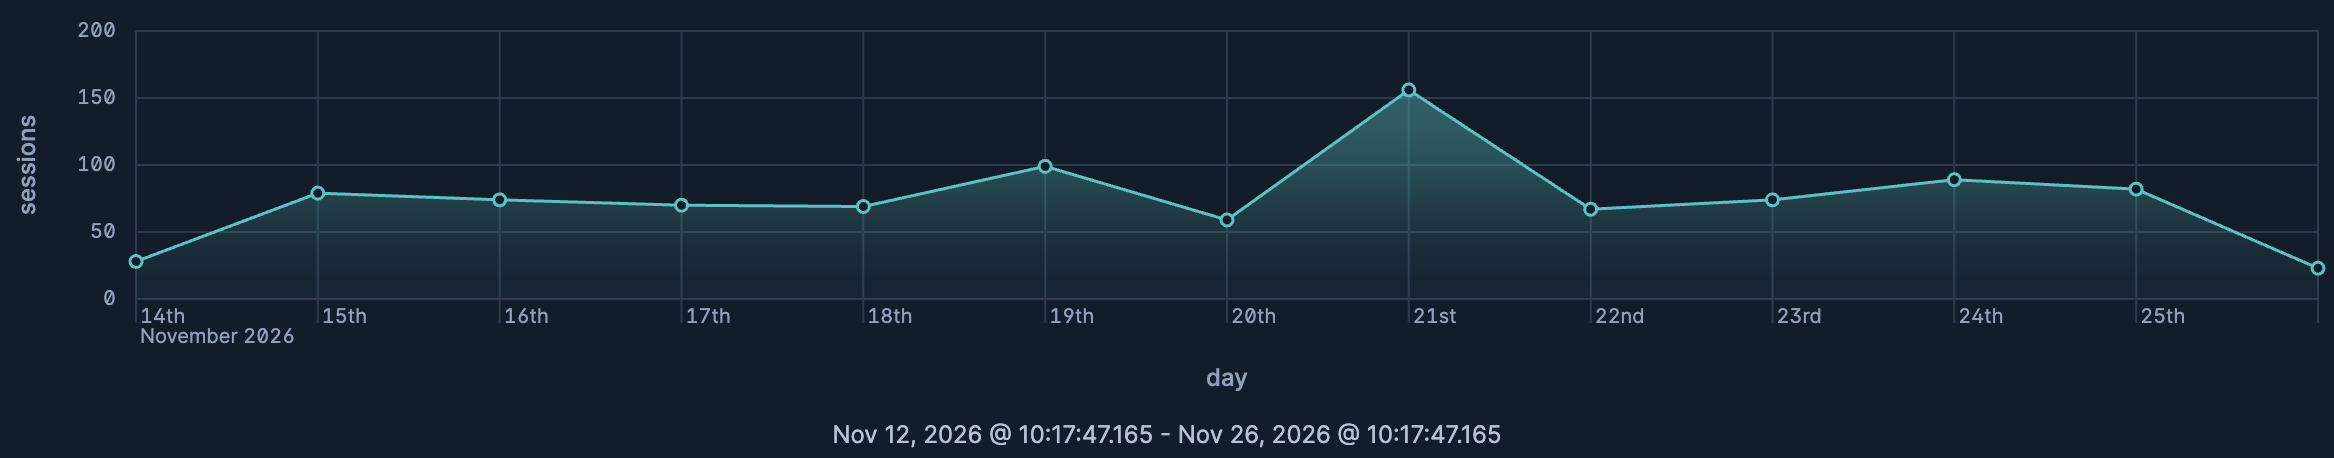 200
150
100
50
0
sessions
14th
15th
16th
17th
18th
19th
20th
21st
22nd
23rd
24th
25th
November 2026
day
Nov 12, 2026 @ 10:17:47.165 - Nov 26, 2026 @ 10:17:47.165